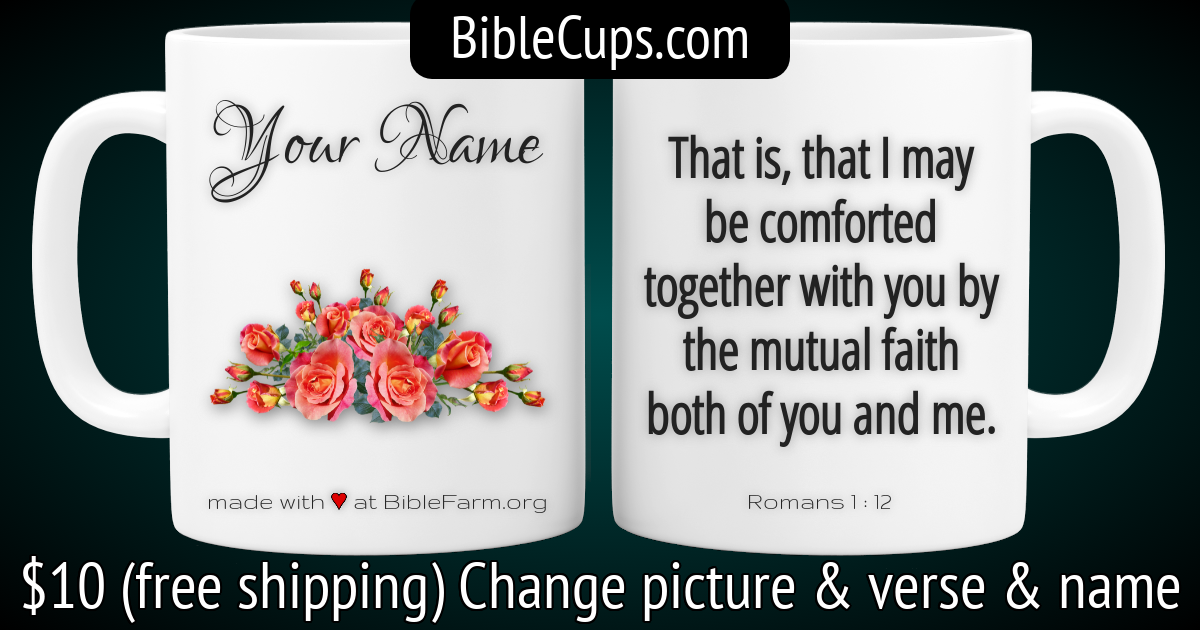 BibleCups.com
Your Name
made with ♥ at BibleFarm.org
That is, that I may
be comforted
together with you by
the mutual faith
both of you and me.
Romans 1 : 12
$10 (free shipping) Change picture & verse & name